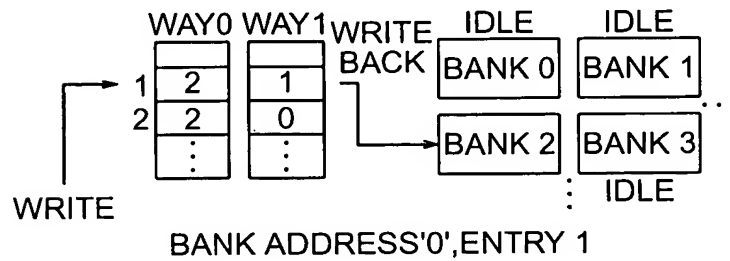 WAY0 WAY1 WRITE BACK IDLE IDLE
BANK 0 BANK 1
1 2 1
2 2 0
BANK 2 BANK 3
IDLE
WRITE
BANK ADDRESS'0',ENTRY 1